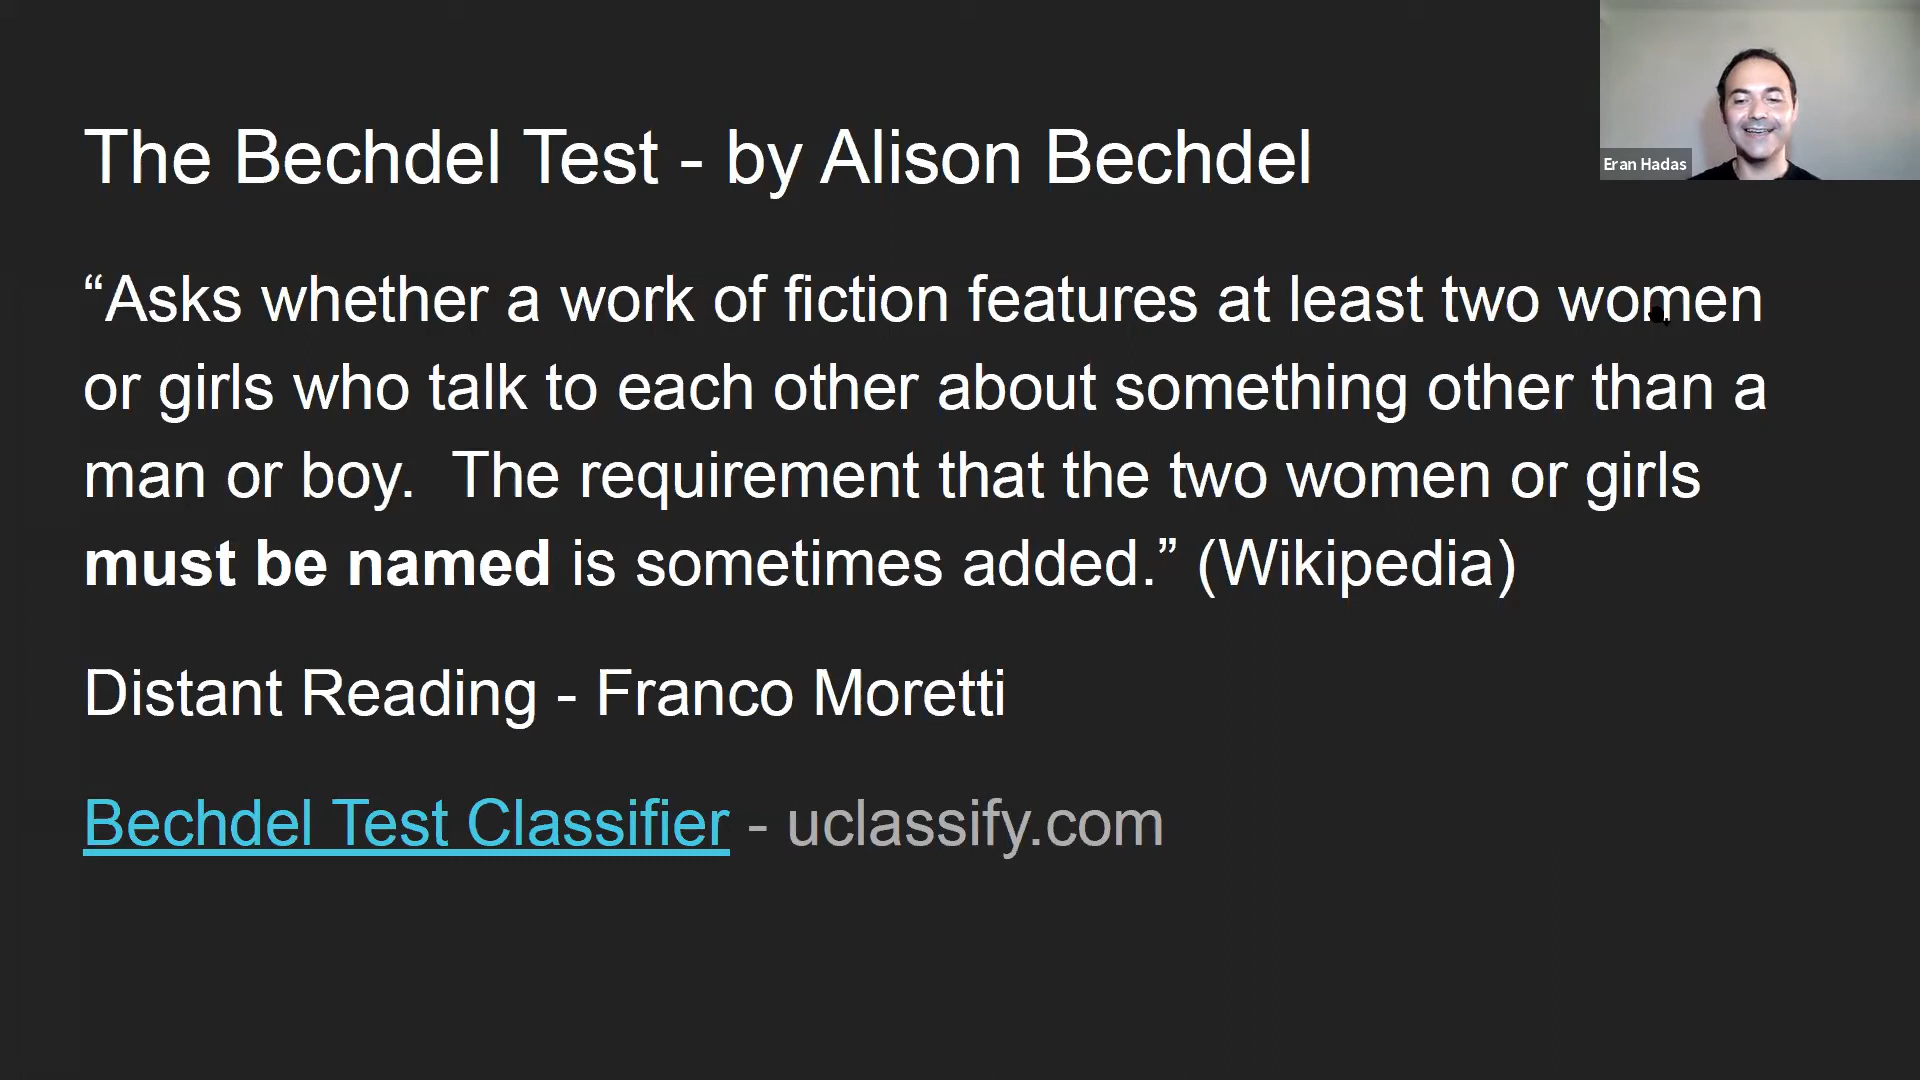 The Bechdel Test - by Alison Bechdel
Eran Hadas
“Asks whether a work of fiction features at least two women
or girls who talk to each other about something other than a
man or boy.  The requirement that the two women or girls
must be named is sometimes added.” (Wikipedia)
Distant Reading - Franco Moretti
Bechdel Test Classifier - uclassify.com